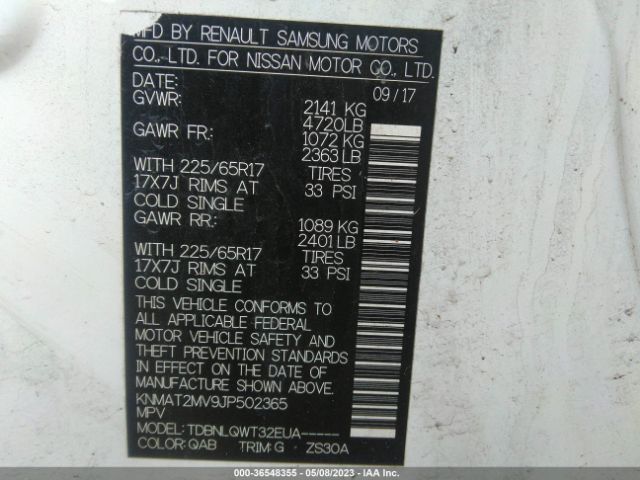 MFD BY RENAULT SAMSUNG MOTORS
CO., LTD. FOR NISSAN MOTOR CO., LTD.
DATE: 09/17
GVWR: 2141 KG
4720LB
GAWR FR: 1072 KG
2363 LB
WITH 225/65R17 TIRES
17X7J RIMS AT 33 PSI
COLD SINGLE
GAWR RR: 1089 KG
2401 LB
WITH 225/65R17 TIRES
17X7J RIMS AT 33 PSI
COLD SINGLE
THIS VEHICLE CONFORMS TO
ALL APPLICABLE FEDERAL
MOTOR VEHICLE SAFETY AND
THEFT PREVENTION STANDARDS
IN EFFECT ON THE DATE OF
MANUFACTURE SHOWN ABOVE.
KNMAT2MV9JP502365
MPV
MODEL: TDBNLQWT32EUA-----
COLOR: QAB TRIM: G ZS30A
000-36548355 - 05/08/2023 - IAA Inc.